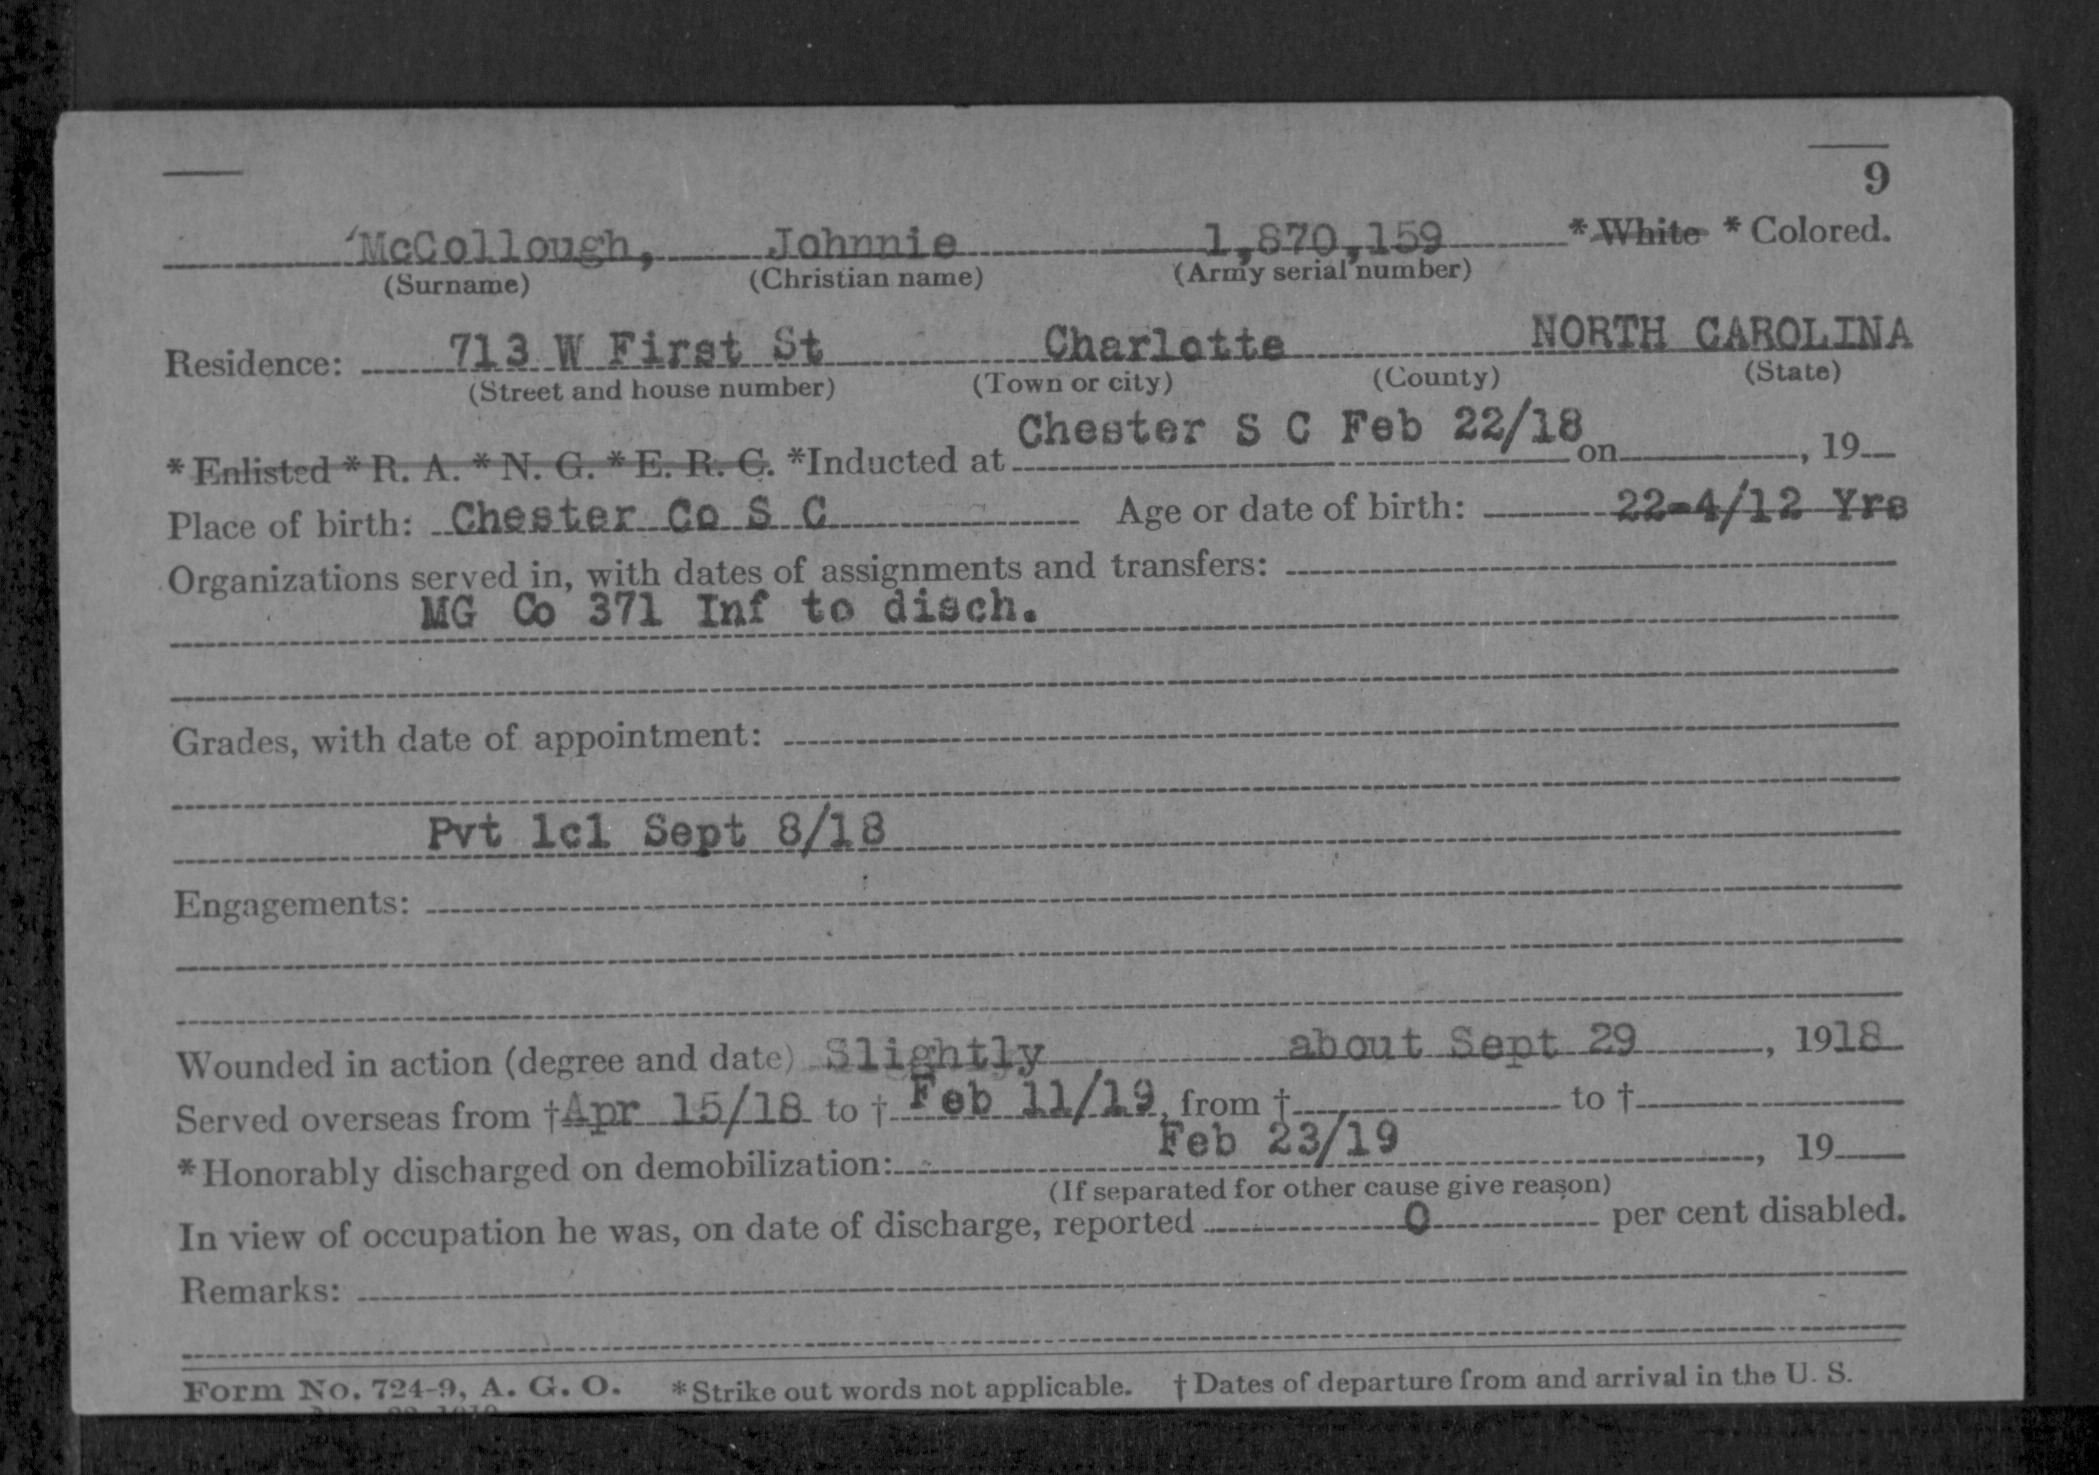 9
McCollough, Johnnie 1,870,159 *White *Colored.
(Surname) (Christian name) (Army serial number)
Residence: 713 W First St Charlotte NORTH CAROLINA
(Street and house number) (Town or city) (County) (State)
Chester S C Feb 22/18
*Enlisted *R. A. *N. G. *E. R. C. *Inducted at on , 19
Place of birth: Chester Co S C Age or date of birth: 22-4/12 Yrs
Organizations served in, with dates of assignments and transfers:
MG Co 371 Inf to disch.
Grades, with date of appointment:
Pvt 1cl Sept 8/18
Engagements:
Wounded in action (degree and date) Slightly about Sept 29, 1918
Served overseas from †Apr 15/18 to † Feb 11/19, from † to †
Feb 23/19
*Honorably discharged on demobilization: , 19
(If separated for other cause give reason)
In view of occupation he was, on date of discharge, reported 0 per cent disabled.
Remarks:
Form No. 724-9, A. G. O. *Strike out words not applicable. †Dates of departure from and arrival in the U. S.